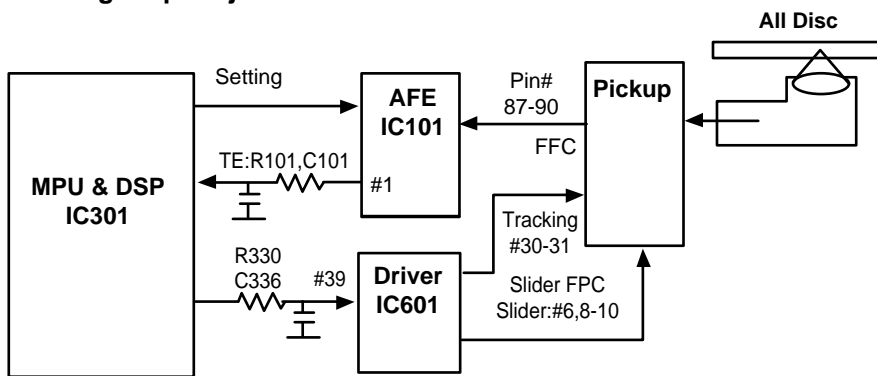 All Disc
Setting
AFE
IC101
Pin#
87-90
FFC
Pickup
TE:R101,C101
#1
MPU & DSP
IC301
Tracking
#30-31
R330
C336
#39
Driver
IC601
Slider FPC
Slider:#6,8-10